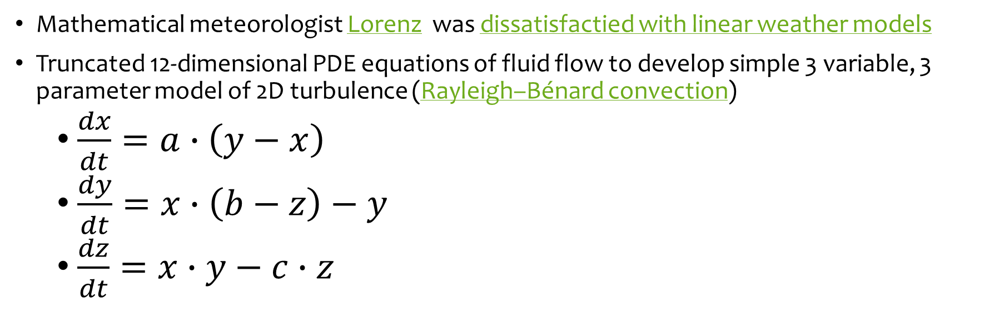 • Mathematical meteorologist Lorenz was dissatisfactied with linear weather models
• Truncated 12-dimensional PDE equations of fluid flow to develop simple 3 variable, 3
parameter model of 2D turbulence (Rayleigh–Bénard convection)
• dx/dt = a · (y − x)
• dy/dt = x · (b − z) − y
• dz/dt = x · y − c · z